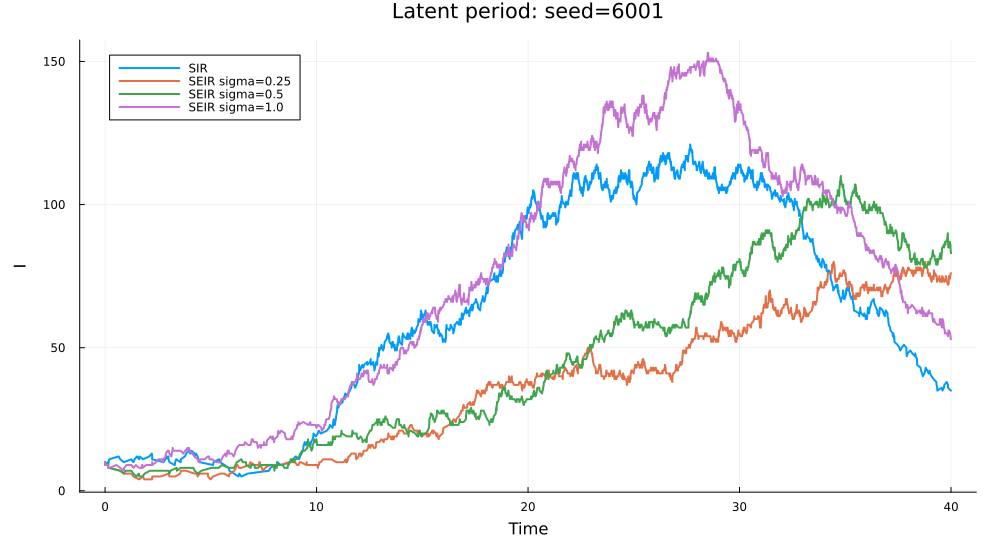 Latent period: seed=6001
SIR
SEIR sigma=0.25
SEIR sigma=0.5
SEIR sigma=1.0
150
100
50
0
I
0 10 20 30 40
Time